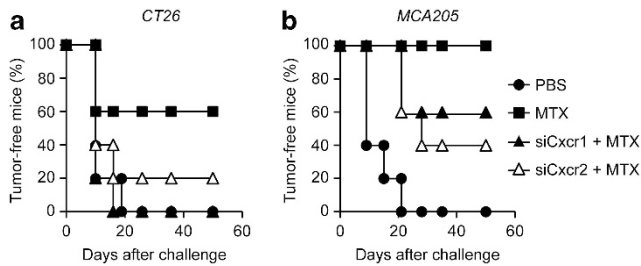 a
CT26
Tumor-free mice (%)
100
80
60
40
20
0
0 20 40 60
Days after challenge
b
MCA205
Tumor-free mice (%)
100
80
60
40
20
0
0 20 40 60
Days after challenge
PBS
MTX
siCxcr1 + MTX
siCxcr2 + MTX